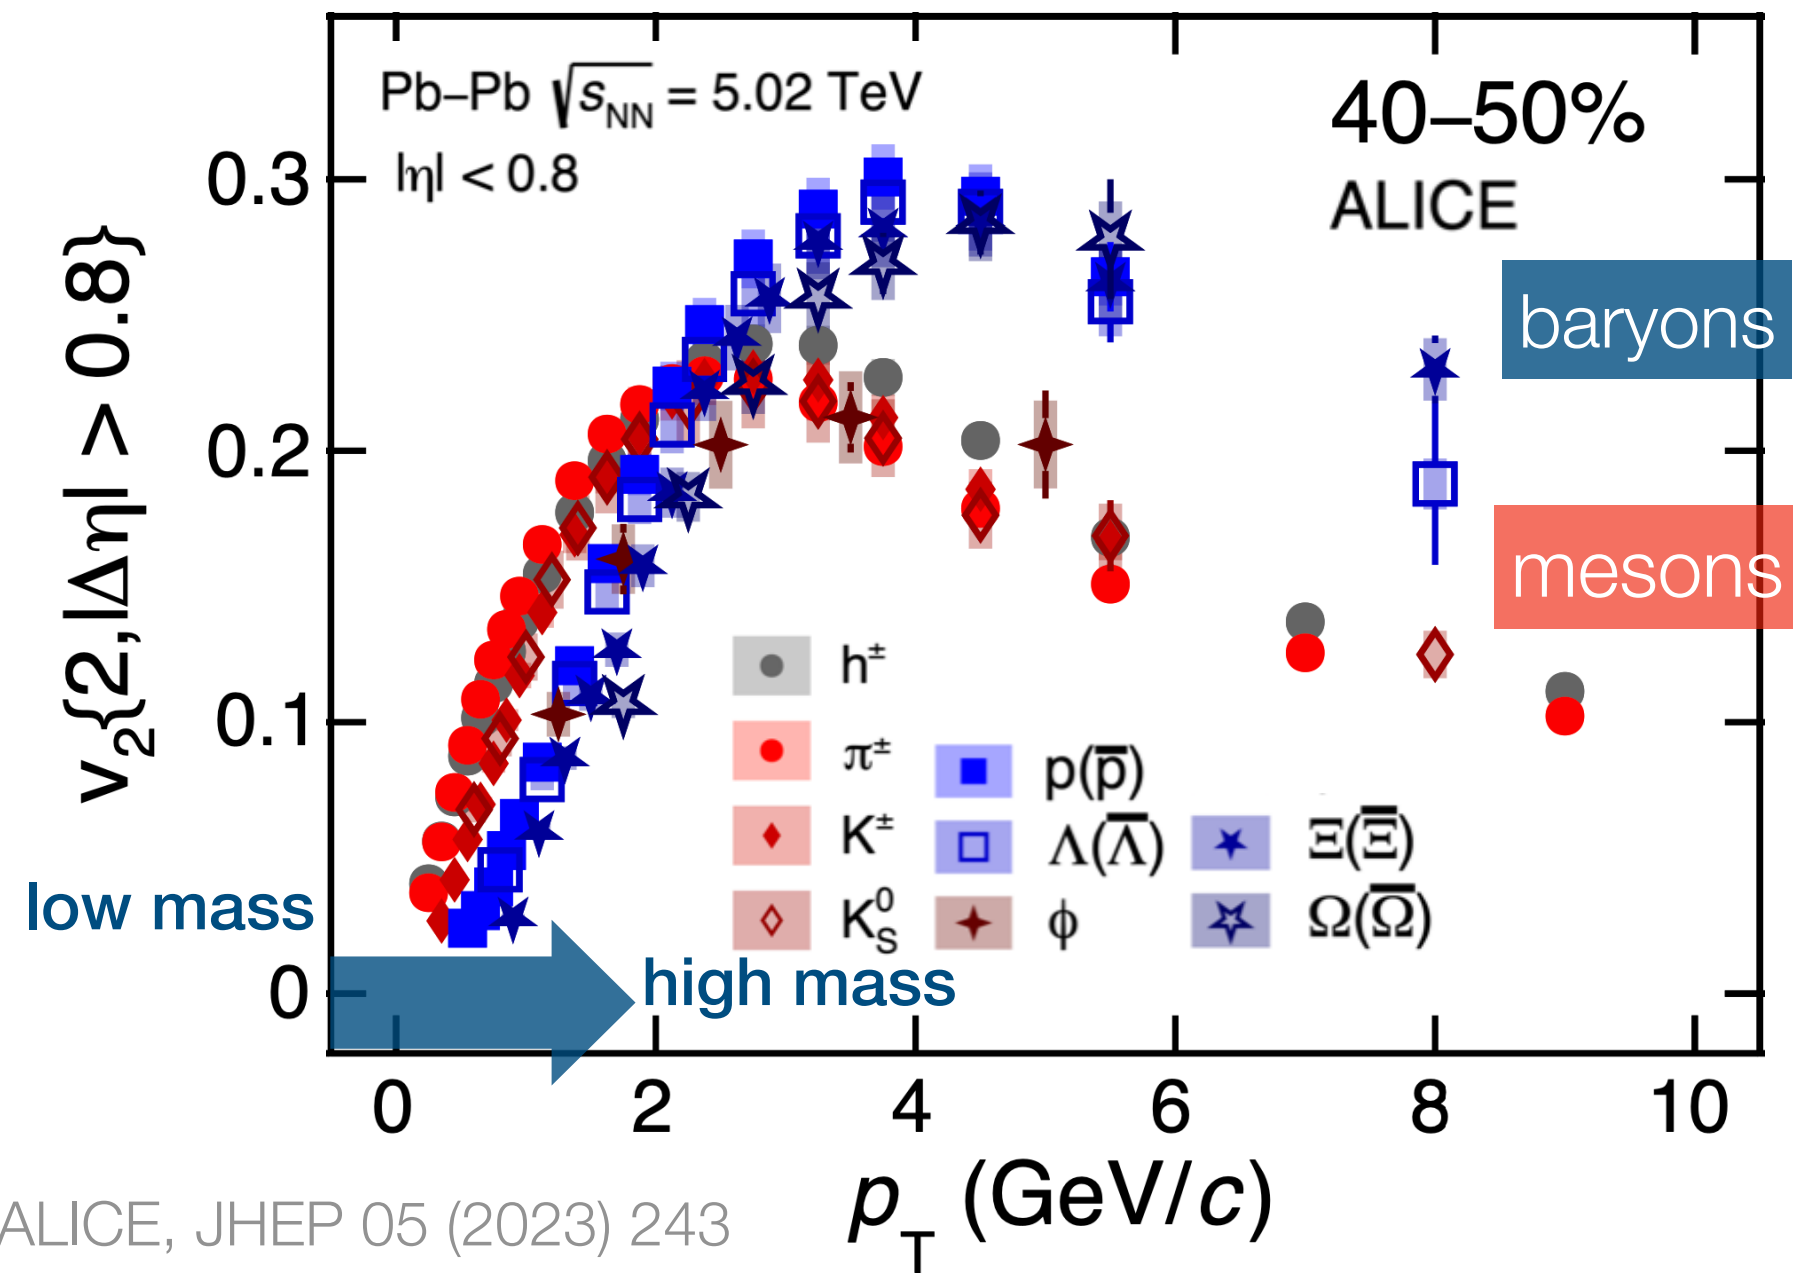 Pb–Pb √sNN = 5.02 TeV
|η| < 0.8
40–50%
ALICE
v2{2,|Δη| > 0.8}
0.3
0.2
0.1
0
baryons
mesons
h±
π±
K±
K0S
p(p̅)
Λ(Λ̅)
ϕ
Ξ(Ξ̅)
Ω(Ω̅)
low mass
high mass
0 2 4 6 8 10
pT (GeV/c)
ALICE, JHEP 05 (2023) 243